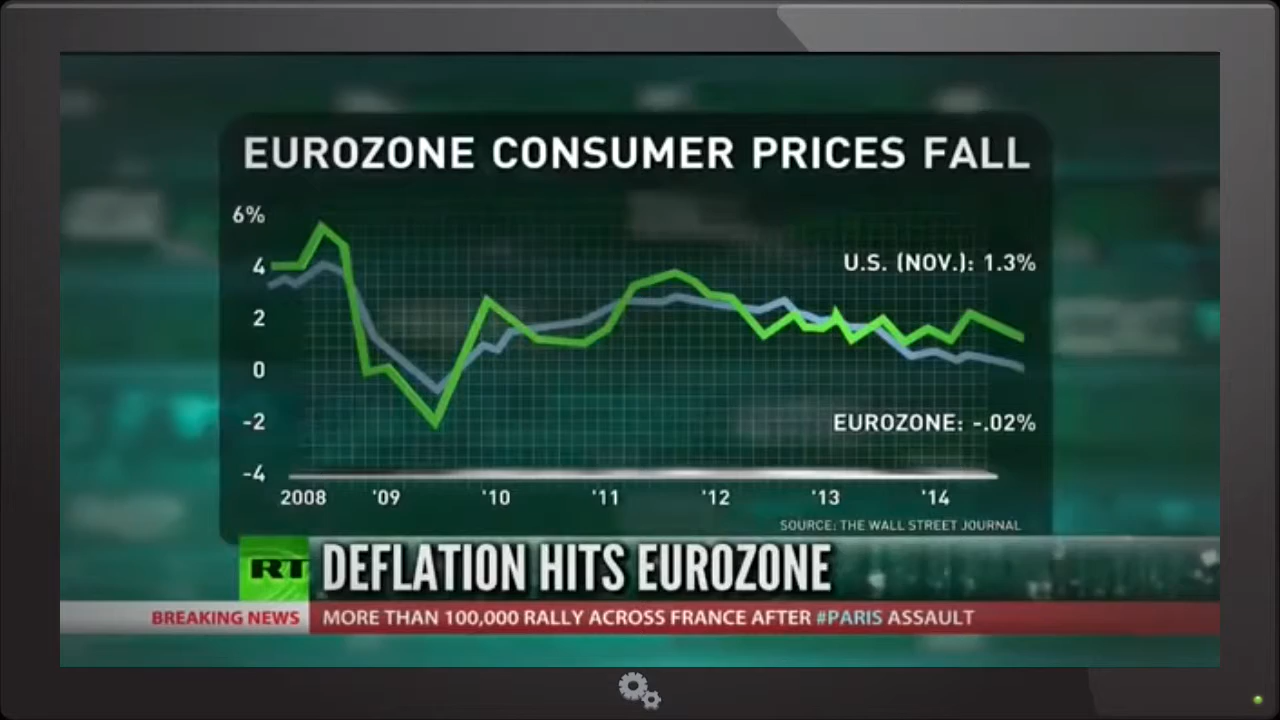 EUROZONE CONSUMER PRICES FALL
6%
4
2
0
-2
-4
U.S. (NOV.): 1.3%
EUROZONE: -.02%
2008 '09 '10 '11 '12 '13 '14
SOURCE: THE WALL STREET JOURNAL
RT DEFLATION HITS EUROZONE
BREAKING NEWS MORE THAN 100,000 RALLY ACROSS FRANCE AFTER #PARIS ASSAULT